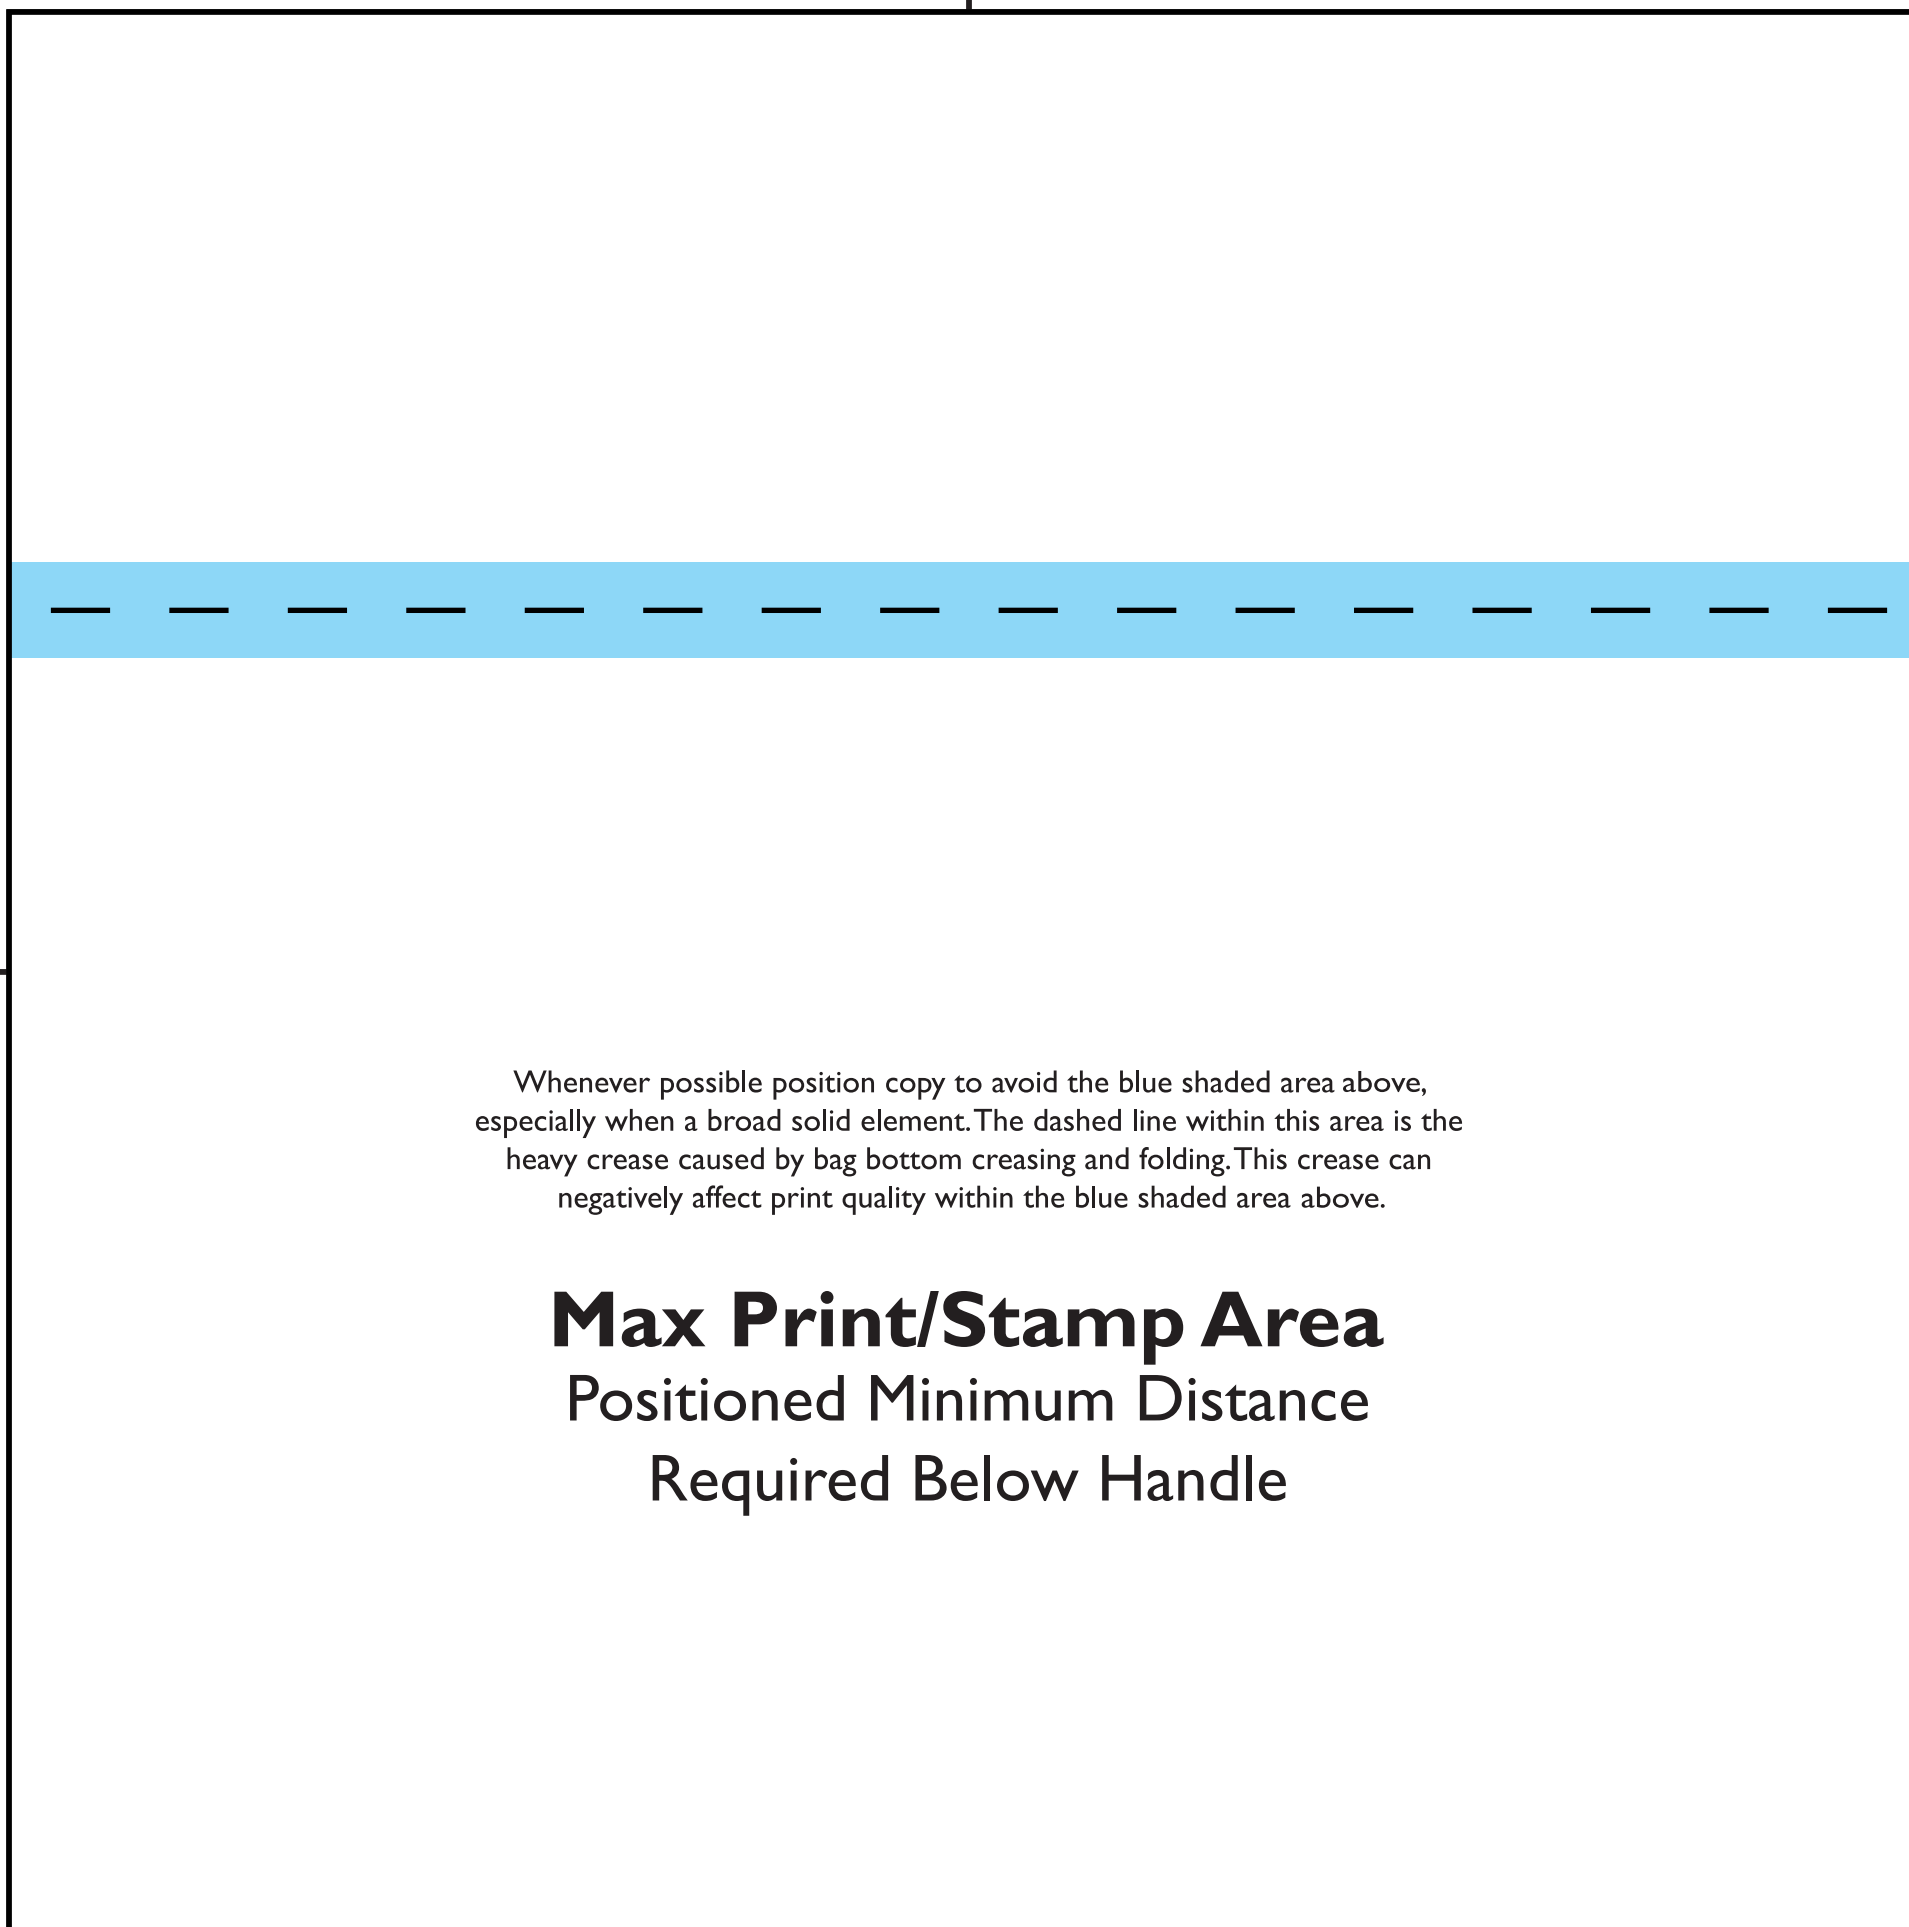 Whenever possible position copy to avoid the blue shaded area above,
especially when a broad solid element. The dashed line within this area is the
heavy crease caused by bag bottom creasing and folding. This crease can
negatively affect print quality within the blue shaded area above.
Max Print/Stamp Area
Positioned Minimum Distance
Required Below Handle